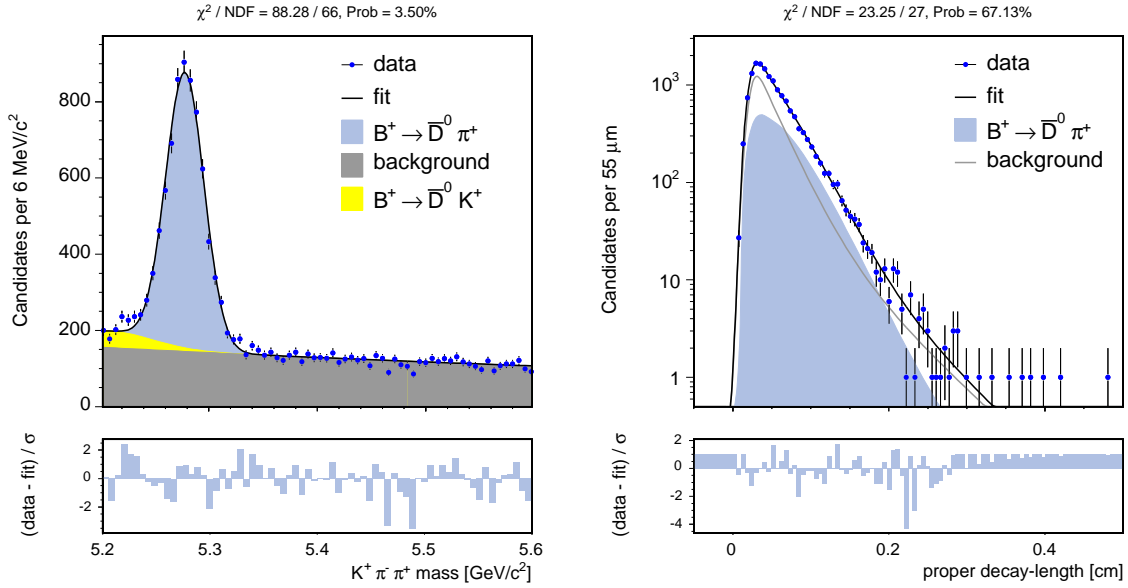 χ² / NDF = 88.28 / 66, Prob = 3.50%
Candidates per 6 MeV/c²
800
600
400
200
0
data
fit
B⁺ → D̅⁰ π⁺
background
B⁺ → D̅⁰ K⁺
(data - fit) / σ
2
0
-2
5.2 5.3 5.4 5.5 5.6
K⁺ π⁻ π⁺ mass [GeV/c²]
χ² / NDF = 23.25 / 27, Prob = 67.13%
Candidates per 55 μm
10³
10²
10
1
data
fit
B⁺ → D̅⁰ π⁺
background
(data - fit) / σ
2
0
-2
-4
0 0.2 0.4
proper decay-length [cm]